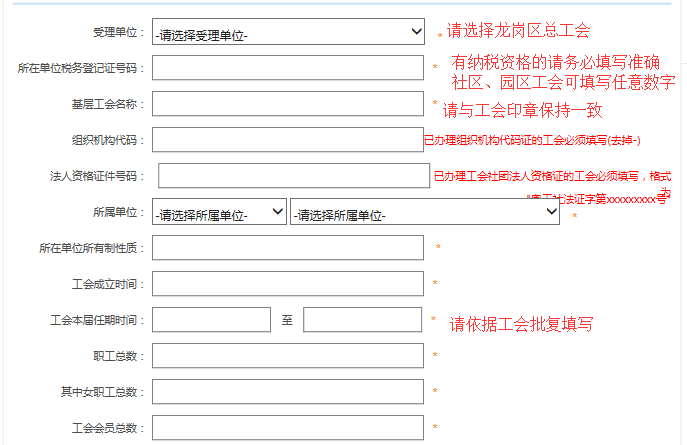 受理单位： -请选择受理单位- * 请选择龙岗区总工会
所在单位税务登记证号码： * 有纳税资格的请务必填写准确
社区、园区工会可填写任意数字
基层工会名称： * 请与工会印章保持一致
组织机构代码： 已办理组织机构代码证的工会必须填写(去掉-)
法人资格证件号码： 已办理工会社团法人资格证的工会必须填写，格式
为
社法证字第xxxxxxxxx号"
所属单位： -请选择所属单位- -请选择所属单位- *
所在单位所有制性质： *
工会成立时间： *
工会本届任期时间： 至 * 请依据工会批复填写
职工总数： *
其中女职工总数： *
工会会员总数： *